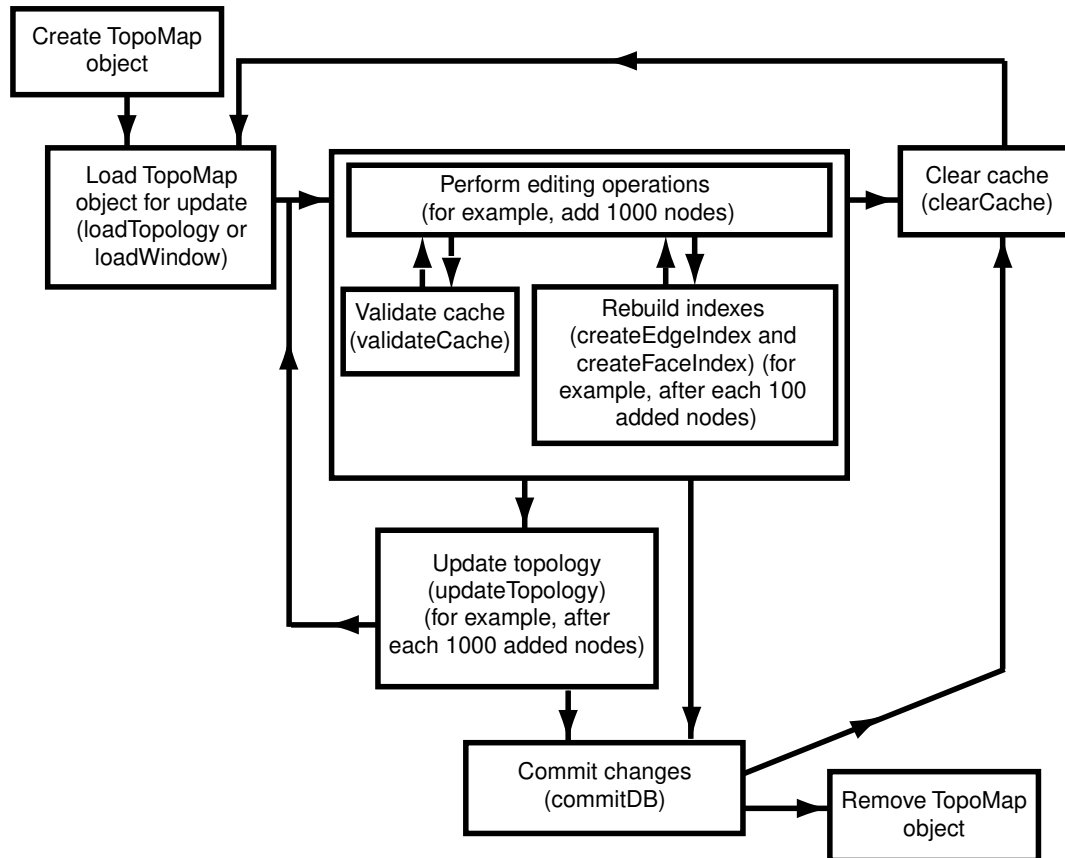 Create TopoMap
object
Load TopoMap
object for update
(loadTopology or
loadWindow)
Perform editing operations
(for example, add 1000 nodes)
Clear cache
(clearCache)
Validate cache
(validateCache)
Rebuild indexes
(createEdgeIndex and
createFaceIndex) (for
example, after each 100
added nodes)
Update topology
(updateTopology)
(for example, after
each 1000 added nodes)
Commit changes
(commitDB)
Remove TopoMap
object